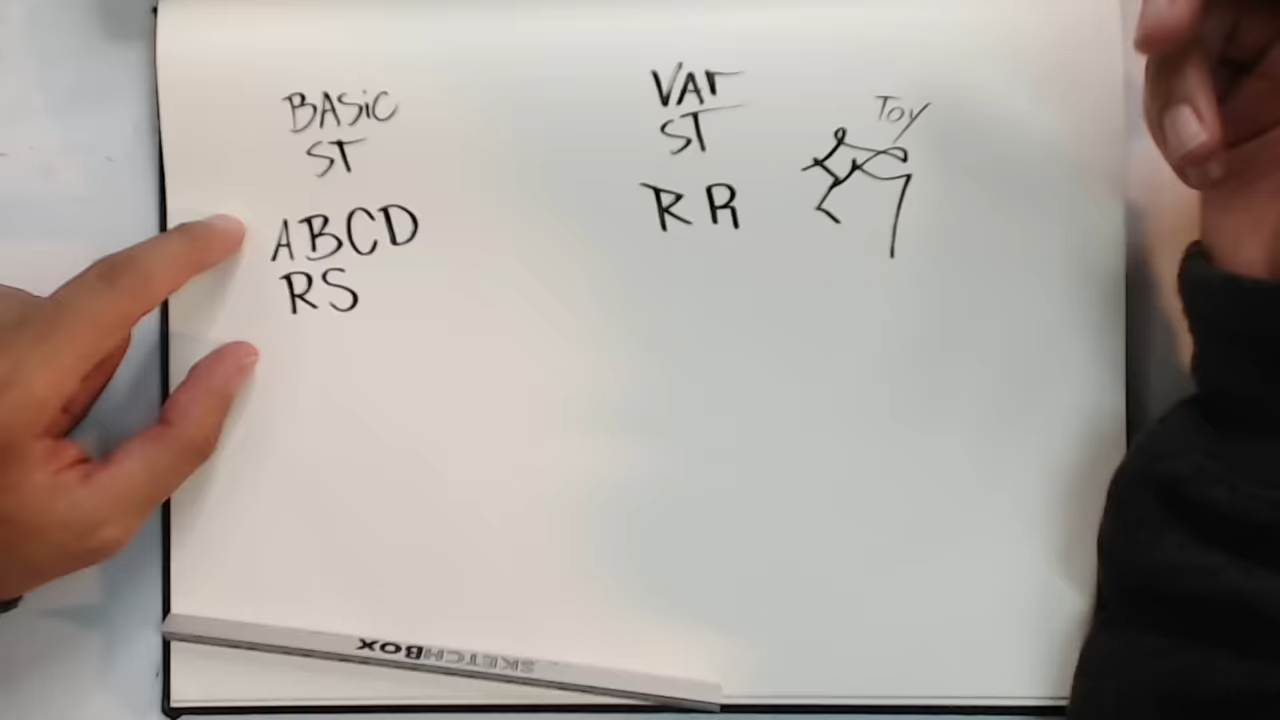 BASiC
ST
ABCD
RS
VAr
ST
R R
Toy
SKETCHBOX